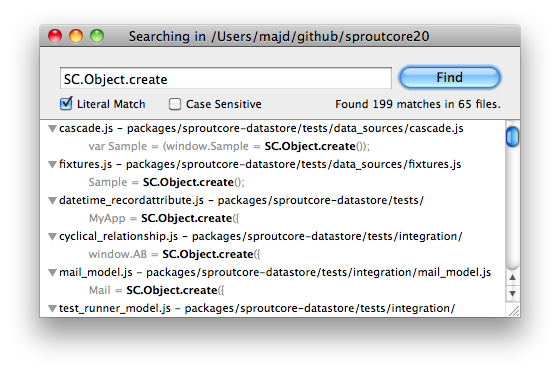 Searching in /Users/majd/github/sproutcore20
SC.Object.create
Find
Literal Match
Case Sensitive
Found 199 matches in 65 files.
cascade.js – packages/sproutcore-datastore/tests/data_sources/cascade.js
var Sample = (window.Sample = SC.Object.create());
fixtures.js – packages/sproutcore-datastore/tests/data_sources/fixtures.js
Sample = SC.Object.create();
datetime_recordattribute.js – packages/sproutcore-datastore/tests/
MyApp = SC.Object.create({
cyclical_relationship.js – packages/sproutcore-datastore/tests/integration/
window.AB = SC.Object.create({
mail_model.js – packages/sproutcore-datastore/tests/integration/mail_model.js
Mail = SC.Object.create({
test_runner_model.js – packages/sproutcore-datastore/tests/integration/